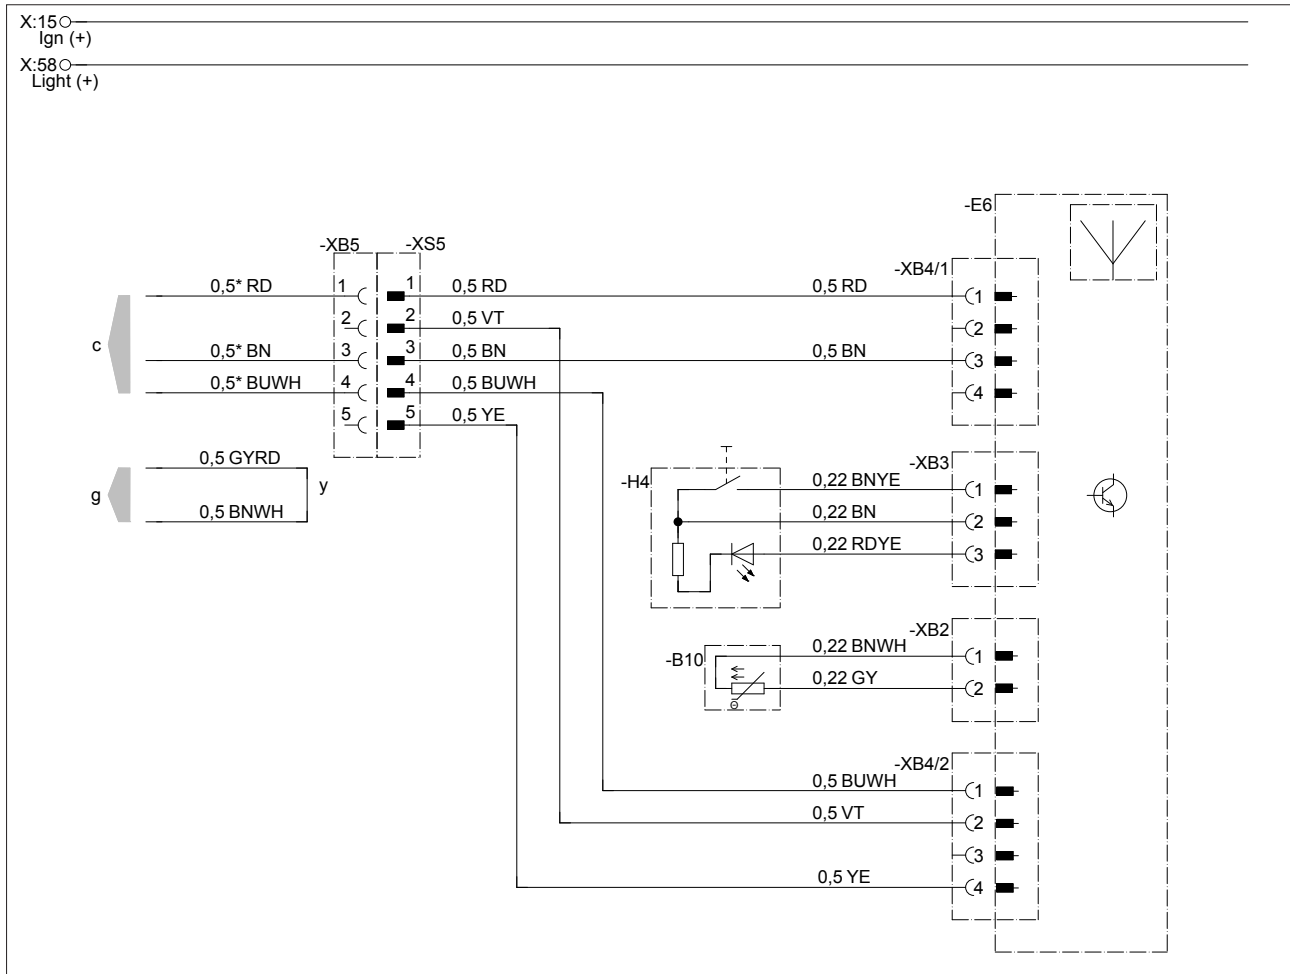 X:15
Ign (+)
X:58
Light (+)
-E6
-XB5 -XS5
-XB4/1
0,5* RD 1 1 0,5 RD 0,5 RD 1
2 2 0,5 VT 2
c 0,5* BN 3 3 0,5 BN 0,5 BN 3
0,5* BUWH 4 4 0,5 BUWH 4
5 5 0,5 YE
0,5 GYRD
g y
0,5 BNWH
-XB3
-H4 0,22 BNYE 1
0,22 BN 2
0,22 RDYE 3
-XB2
-B10 0,22 BNWH 1
0,22 GY 2
Θ
-XB4/2
0,5 BUWH 1
0,5 VT 2
3
0,5 YE 4